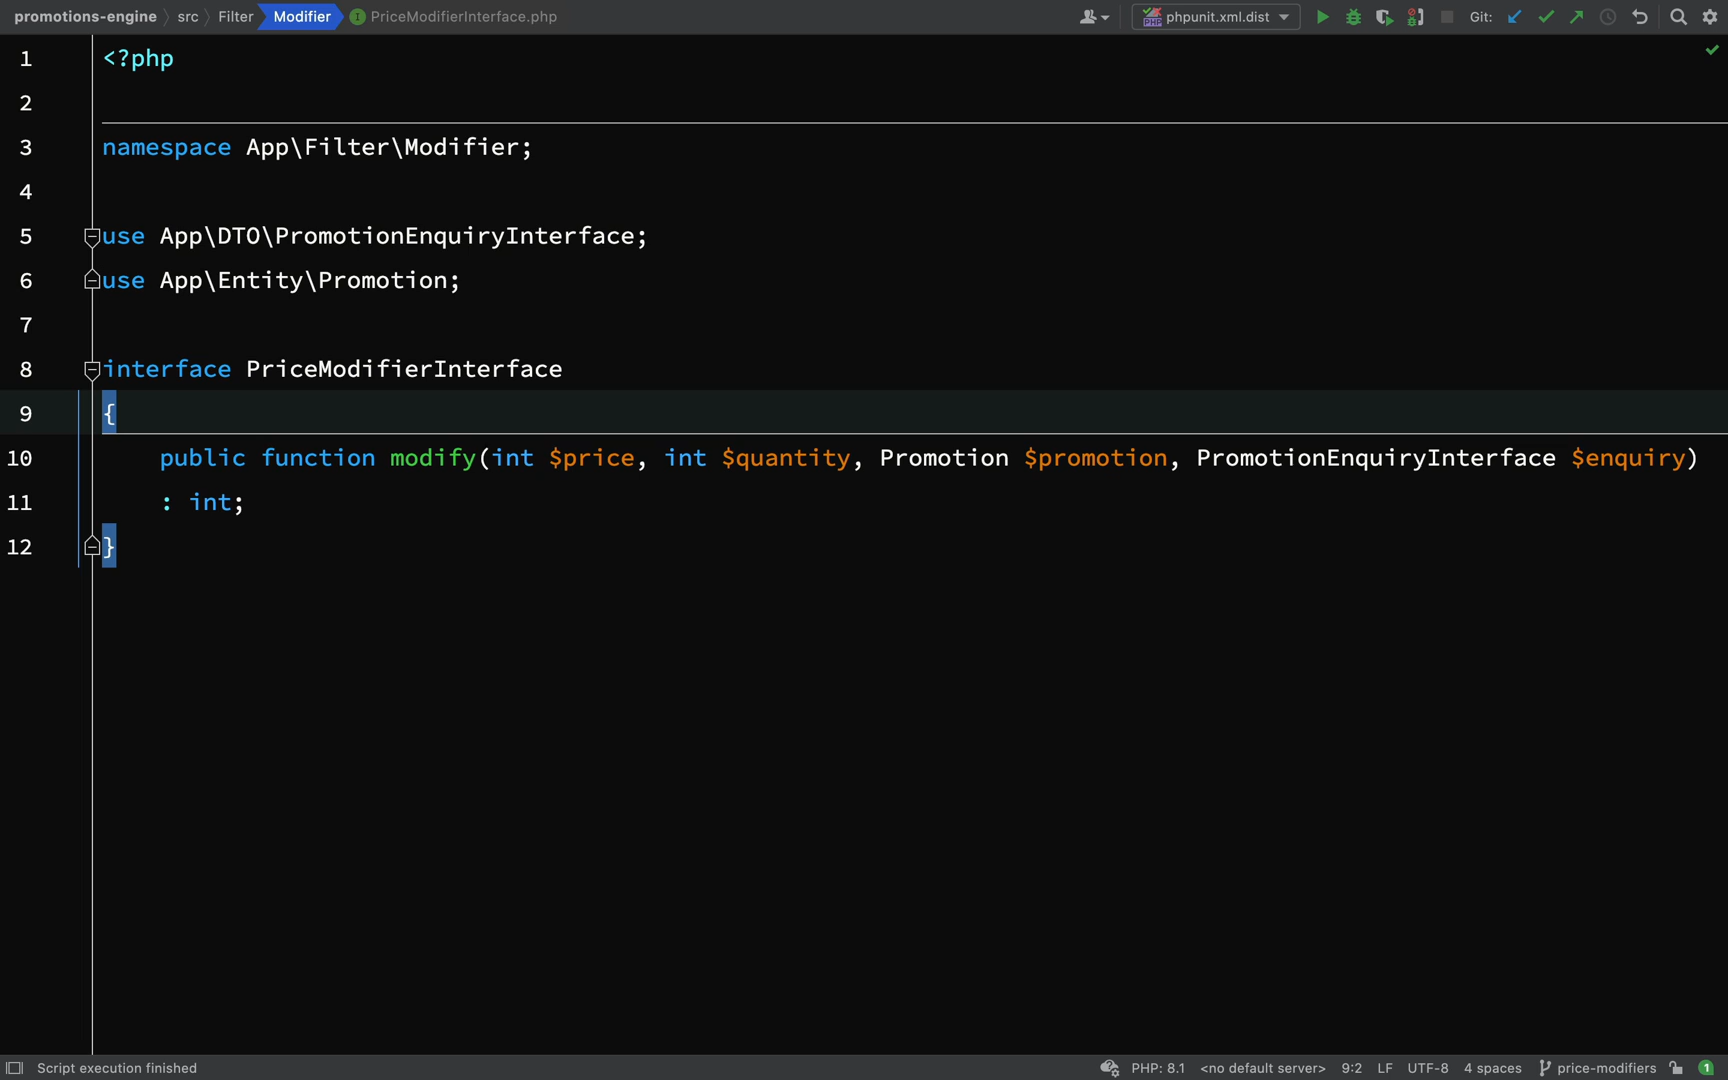 promotions-engine src Filter Modifier I PriceModifierInterface.php PHP phpunit.xml.dist Git:
1 <?php
2
3 namespace App\Filter\Modifier;
4
5 use App\DTO\PromotionEnquiryInterface;
6 use App\Entity\Promotion;
7
8 interface PriceModifierInterface
9 {
10 public function modify(int $price, int $quantity, Promotion $promotion, PromotionEnquiryInterface $enquiry)
11 : int;
12 }
Script execution finished PHP: 8.1 <no default server> 9:2 LF UTF-8 4 spaces price-modifiers 1